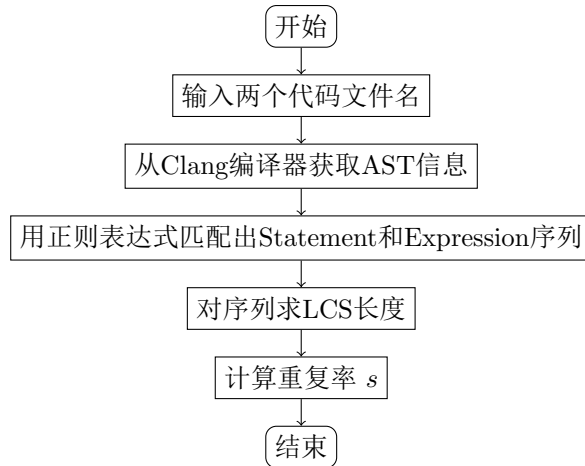 开始
输入两个代码文件名
从Clang编译器获取AST信息
用正则表达式匹配出Statement和Expression序列
对序列求LCS长度
计算重复率 s
结束